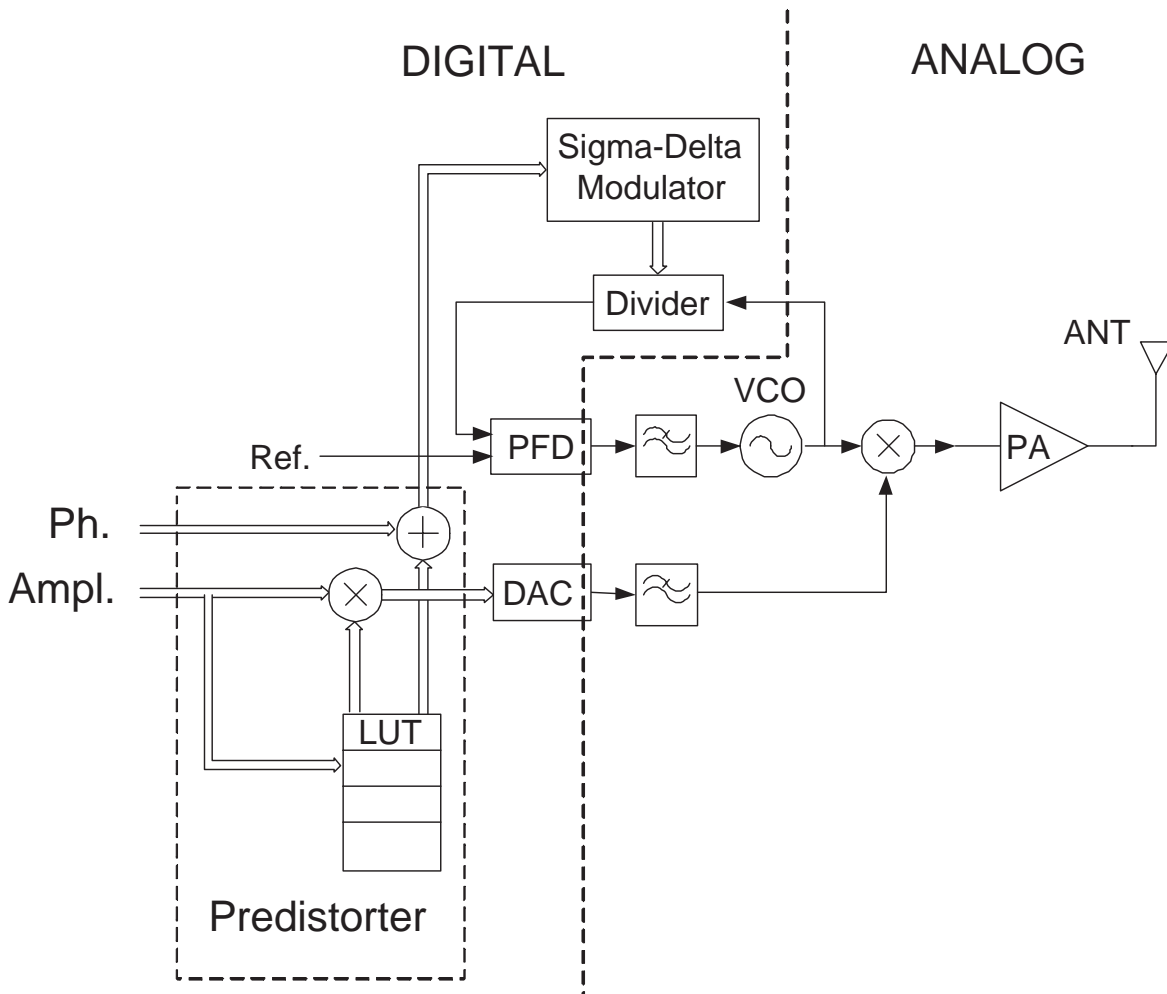 DIGITAL
ANALOG
Sigma-Delta
Modulator
Divider
ANT
VCO
PFD
PA
Ref.
Ph.
Ampl.
DAC
LUT
Predistorter